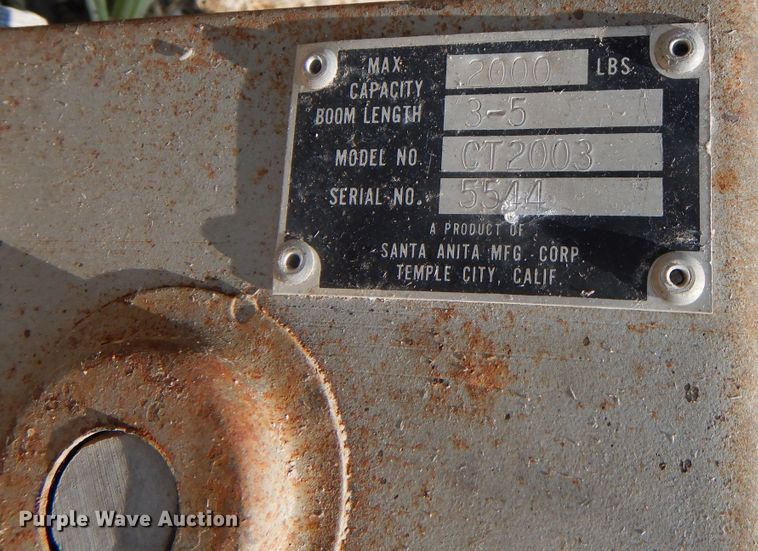 MAX. CAPACITY 2000 LBS.
BOOM LENGTH 3-5
MODEL NO. CT2003
SERIAL NO. 5544
A PRODUCT OF
SANTA ANITA MFG. CORP.
TEMPLE CITY, CALIF.
Purple Wave Auction